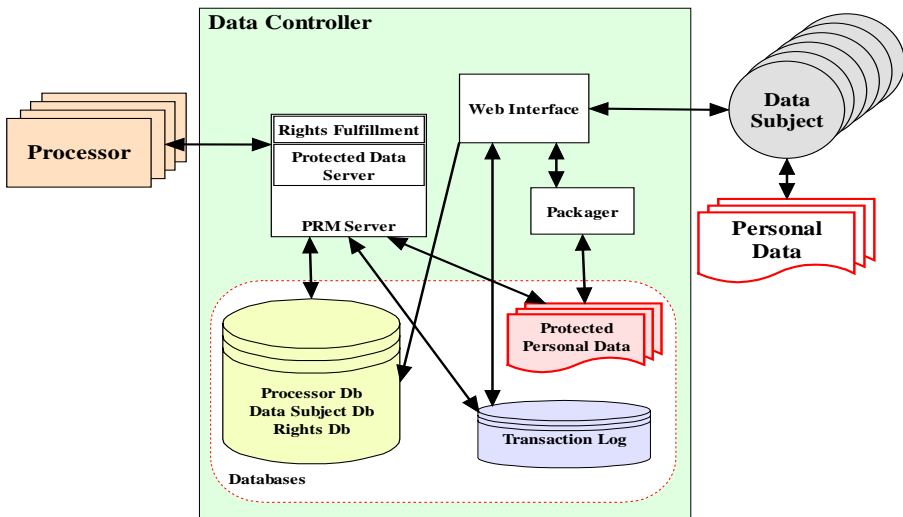 Data Controller
Web Interface
Data
Subject
Rights Fulfillment
Processor
Protected Data
Server
Packager
PRM Server
Personal
Data
Protected
Personal Data
Processor Db
Data Subject Db
Rights Db
Transaction Log
Databases